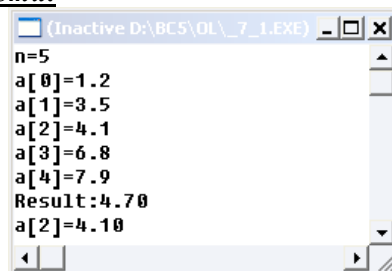 (Inactive D:\BC5\OL\_7_1.EXE)
n=5
a[0]=1.2
a[1]=3.5
a[2]=4.1
a[3]=6.8
a[4]=7.9
Result:4.70
a[2]=4.10